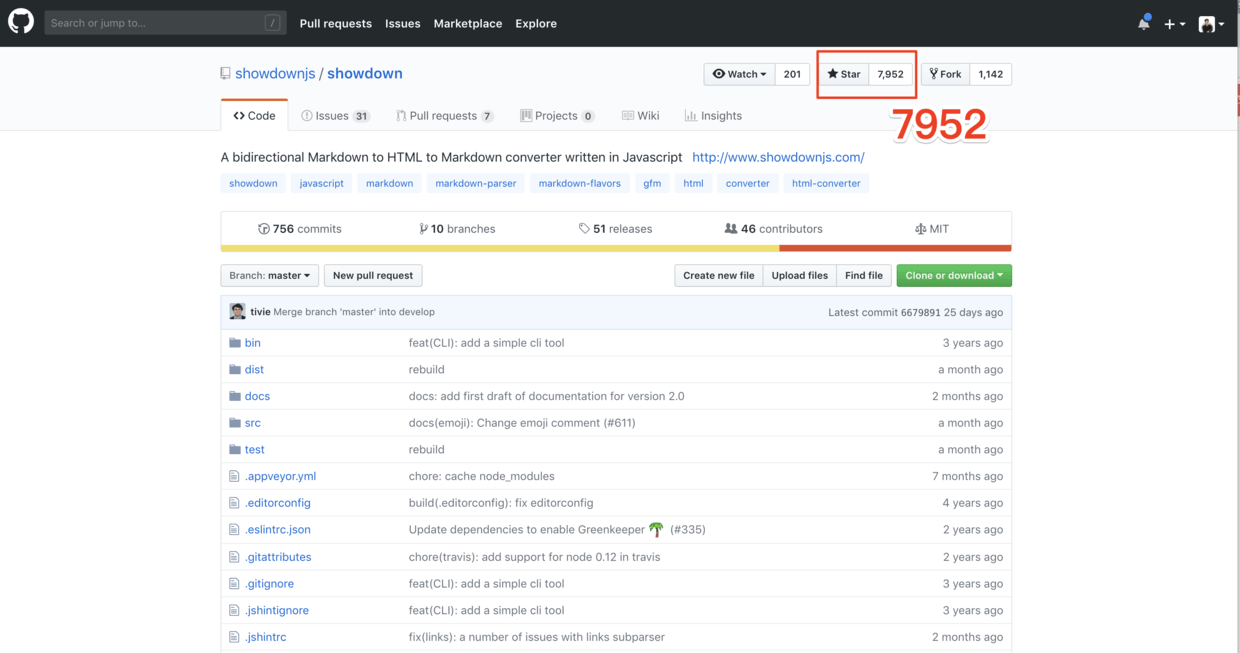 Search or jump to... / Pull requests Issues Marketplace Explore
showdownjs / showdown Watch 201 Star 7,952 Fork 1,142
Code Issues 31 Pull requests 7 Projects 0 Wiki Insights
7952
A bidirectional Markdown to HTML to Markdown converter written in Javascript http://www.showdownjs.com/
showdown javascript markdown markdown-parser markdown-flavors gfm html converter html-converter
756 commits 10 branches 51 releases 46 contributors MIT
Branch: master New pull request Create new file Upload files Find file Clone or download
tivie Merge branch 'master' into develop Latest commit 6679891 25 days ago
bin feat(CLI): add a simple cli tool 3 years ago
dist rebuild a month ago
docs docs: add first draft of documentation for version 2.0 2 months ago
src docs(emoji): Change emoji comment (#611) a month ago
test rebuild a month ago
.appveyor.yml chore: cache node_modules 7 months ago
.editorconfig build(.editorconfig): fix editorconfig 4 years ago
.eslintrc.json Update dependencies to enable Greenkeeper 🌴 (#335) 2 years ago
.gitattributes chore(travis): add support for node 0.12 in travis 2 years ago
.gitignore feat(CLI): add a simple cli tool 3 years ago
.jshintignore feat(CLI): add a simple cli tool 3 years ago
.jshintrc fix(links): a number of issues with links subparser 2 months ago